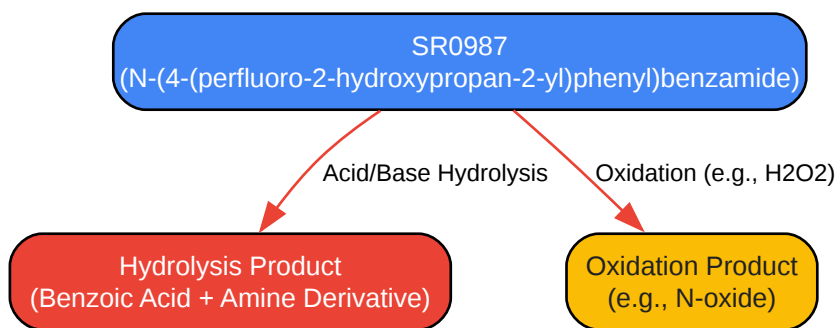 SR0987
(N-(4-(perfluoro-2-hydroxypropan-2-yl)phenyl)benzamide)
Acid/Base Hydrolysis
Oxidation (e.g., H2O2)
Hydrolysis Product
(Benzoic Acid + Amine Derivative)
Oxidation Product
(e.g., N-oxide)